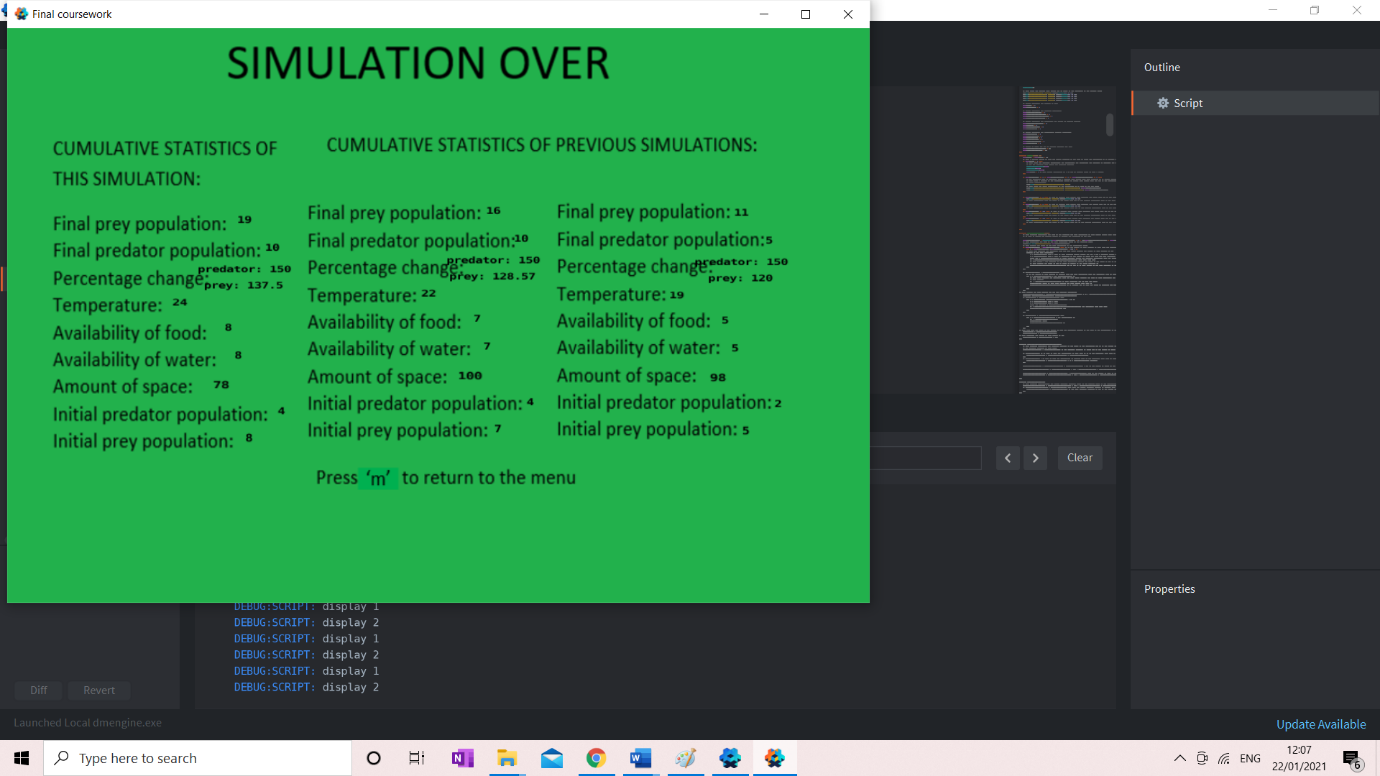 Final coursework
SIMULATION OVER
CUMULATIVE STATISTICS OF
THIS SIMULATION:
Final prey population: 19
Final predator population: 10
Percentage change: predator: 150
prey: 137.5
Temperature: 24
Availability of food: 8
Availability of water: 8
Amount of space: 78
Initial predator population: 4
Initial prey population: 8
CUMULATIVE STATISTICS OF PREVIOUS SIMULATIONS:
Final prey population: 16
Final predator population: 10
Percentage change: predator: 150
prey: 128.57
Temperature: 22
Availability of food: 7
Availability of water: 7
Amount of space: 100
Initial predator population: 4
Initial prey population: 7
Final prey population: 11
Final predator population: 5
Percentage change: predator: 150
prey: 120
Temperature: 19
Availability of food: 5
Availability of water: 5
Amount of space: 98
Initial predator population: 2
Initial prey population: 5
Press 'm' to return to the menu
Outline
Script
Clear
Properties
DEBUG:SCRIPT: display 1
DEBUG:SCRIPT: display 2
DEBUG:SCRIPT: display 1
DEBUG:SCRIPT: display 2
DEBUG:SCRIPT: display 1
DEBUG:SCRIPT: display 2
Diff Revert
Launched Local dmengine.exe
Update Available
Type here to search
ENG
12:07
22/01/2021
6